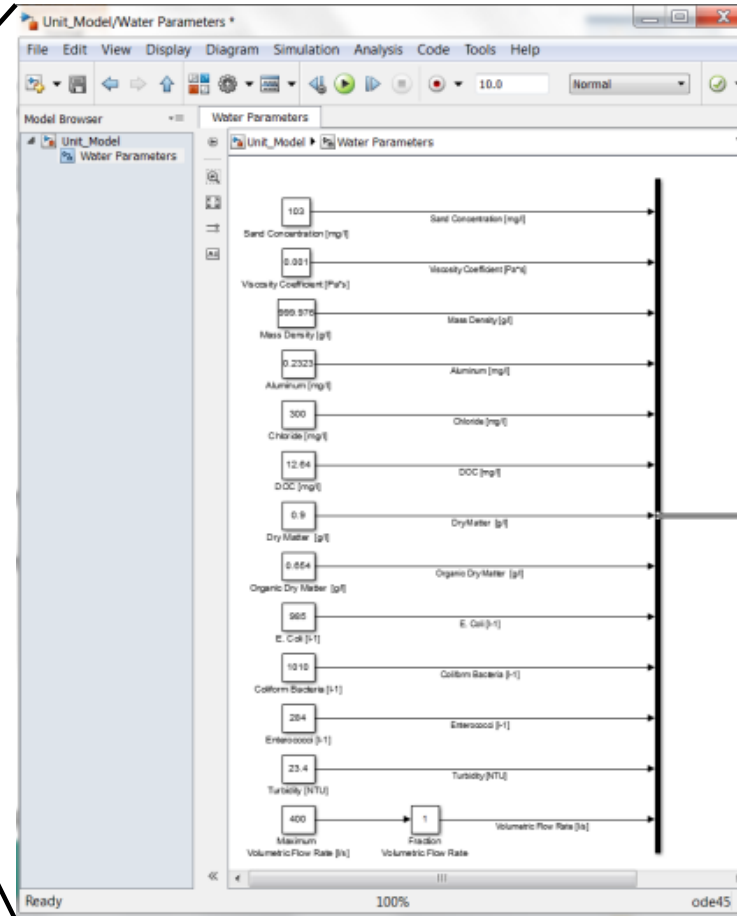 Unit_Model/Water Parameters *
File Edit View Display Diagram Simulation Analysis Code Tools Help
10.0 Normal
Model Browser
Water Parameters
Unit_Model
Water Parameters
Unit_Model Water Parameters
103
Sand Concentration [mg/l]
Sand Concentration [mg/l]
0.001
Viscosity Coefficient [Pa*s]
Viscosity Coefficient [Pa*s]
999.976
Mass Density [g/l]
Mass Density [g/l]
0.2323
Aluminum [mg/l]
Aluminum [mg/l]
300
Chloride [mg/l]
Chloride [mg/l]
12.64
DOC [mg/l]
DOC [mg/l]
0.9
Dry Matter [g/l]
DryMatter [g/l]
0.654
Organic Dry Matter [g/l]
Organic Dry Matter [g/l]
985
E. Coli [l-1]
E. Coli [l-1]
1010
Coliform Bacteria [l-1]
Coliform Bacteria [l-1]
284
Enterococci [l-1]
Enterococci [l-1]
23.4
Turbidity [NTU]
Turbidity [NTU]
400 1
Volumetric Flow Rate [l/s]
Maximum
Volumetric Flow Rate [l/s]
Fraction
Volumetric Flow Rate
Ready 100% ode45